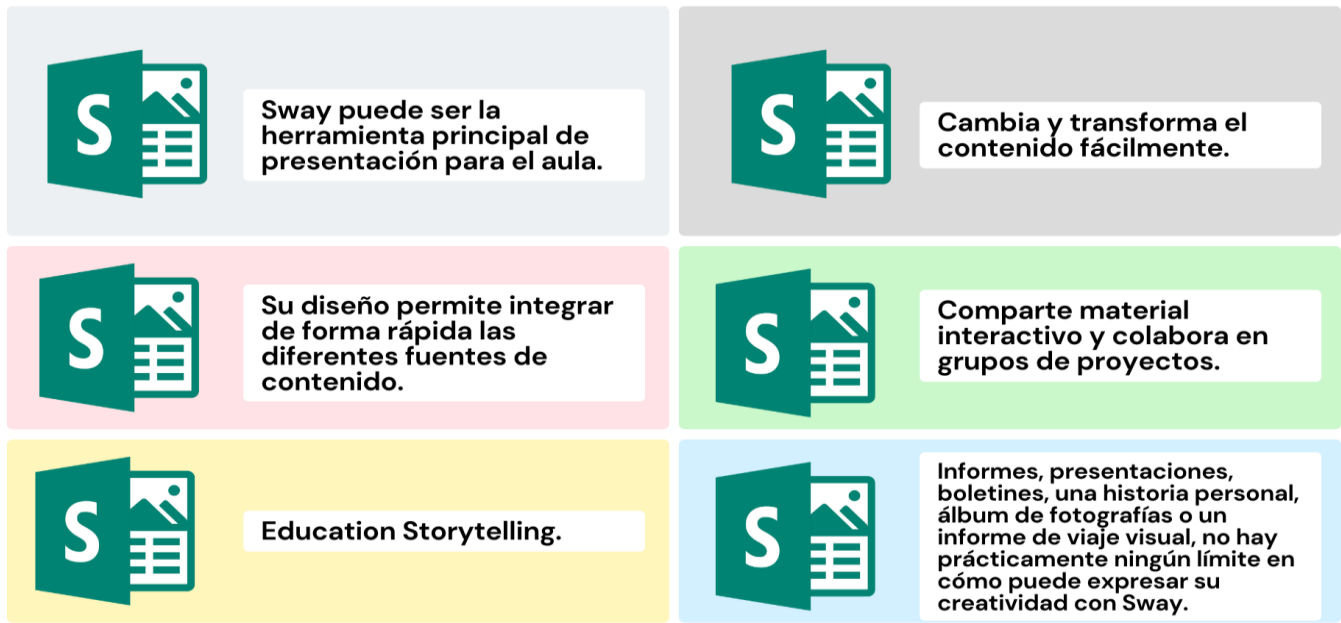 S
Sway puede ser la
herramienta principal de
presentación para el aula.
S
Cambia y transforma el
contenido fácilmente.
S
Su diseño permite integrar
de forma rápida las
diferentes fuentes de
contenido.
S
Comparte material
interactivo y colabora en
grupos de proyectos.
S
Education Storytelling.
S
Informes, presentaciones,
boletines, una historia personal,
álbum de fotografías o un
informe de viaje visual, no hay
prácticamente ningún límite en
cómo puede expresar su
creatividad con Sway.